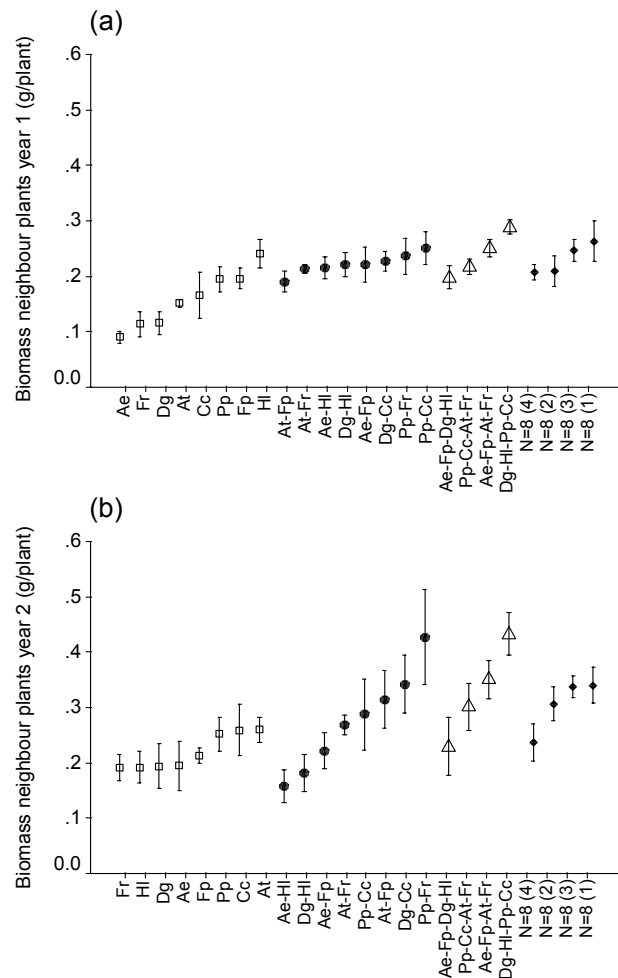 (a)
Biomass neighbour plants year 1 (g/plant)
.6
.5
.4
.3
.2
.1
0.0
Ae
Fr
Dg
At
Cc
Pp
Fp
Hl
At-Fp
At-Fr
Ae-Hl
Dg-Hl
Ae-Fp
Dg-Cc
Pp-Fr
Pp-Cc
Ae-Fp-Dg-Hl
Pp-Cc-At-Fr
Ae-Fp-At-Fr
Dg-Hl-Pp-Cc
N=8 (4)
N=8 (2)
N=8 (3)
N=8 (1)
(b)
Biomass neighbour plants year 2 (g/plant)
.6
.5
.4
.3
.2
.1
0.0
Fr
Hl
Dg
Ae
Fp
Pp
Cc
At
Ae-Hl
Dg-Hl
Ae-Fp
At-Fr
Pp-Cc
At-Fp
Dg-Cc
Pp-Fr
Ae-Fp-Dg-Hl
Pp-Cc-At-Fr
Ae-Fp-At-Fr
Dg-Hl-Pp-Cc
N=8 (4)
N=8 (2)
N=8 (3)
N=8 (1)